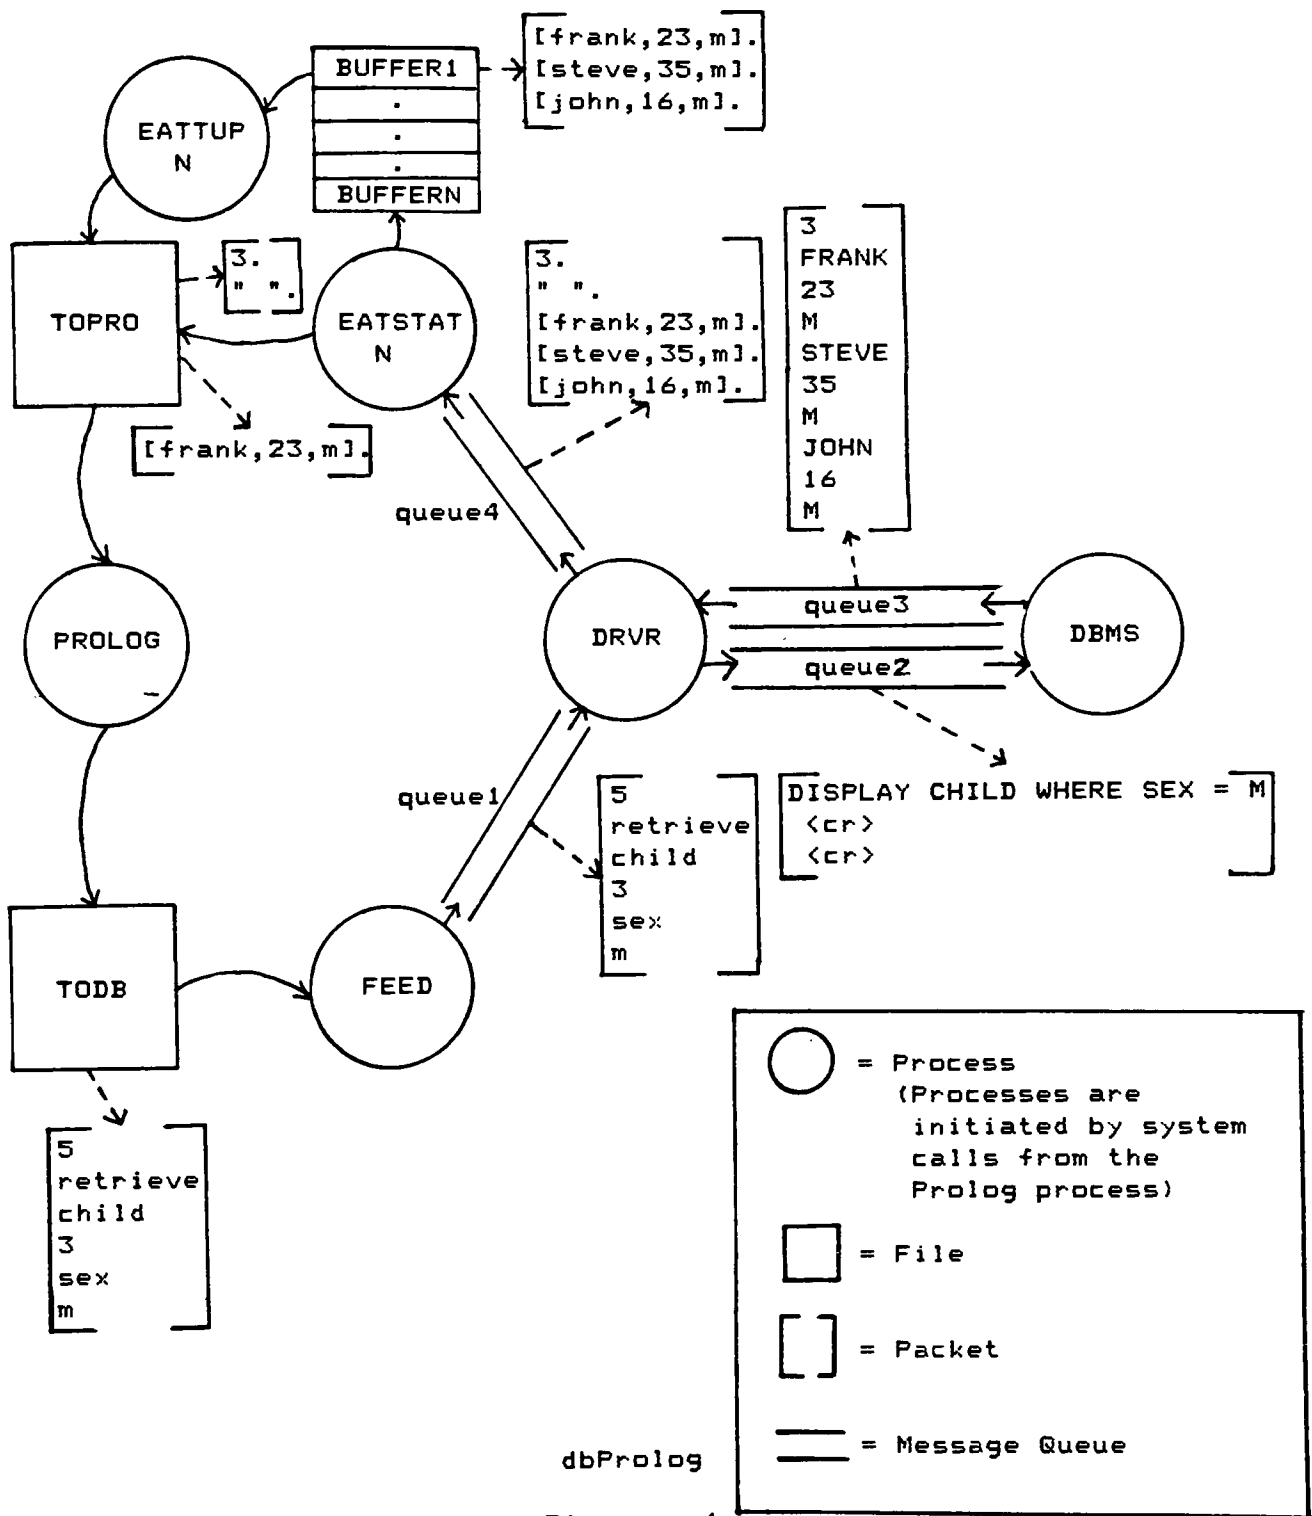 [frank,23,m].
[steve,35,m].
[john,16,m].
BUFFER1
.
.
.
BUFFERN
EATTUP
N
3
FRANK
23
M
STEVE
35
M
JOHN
16
M
3.
" ".
TOPRO
EATSTAT
N
3.
" ".
[frank,23,m].
[steve,35,m].
[john,16,m].
[frank,23,m].
queue4
PROLOG
DRVR
queue3
queue2
DBMS
queue1
5
retrieve
child
3
sex
m
DISPLAY CHILD WHERE SEX = M
<cr>
<cr>
TODB
FEED
5
retrieve
child
3
sex
m
= Process
(Processes are
initiated by system
calls from the
Prolog process)
= File
= Packet
= Message Queue
dbProlog